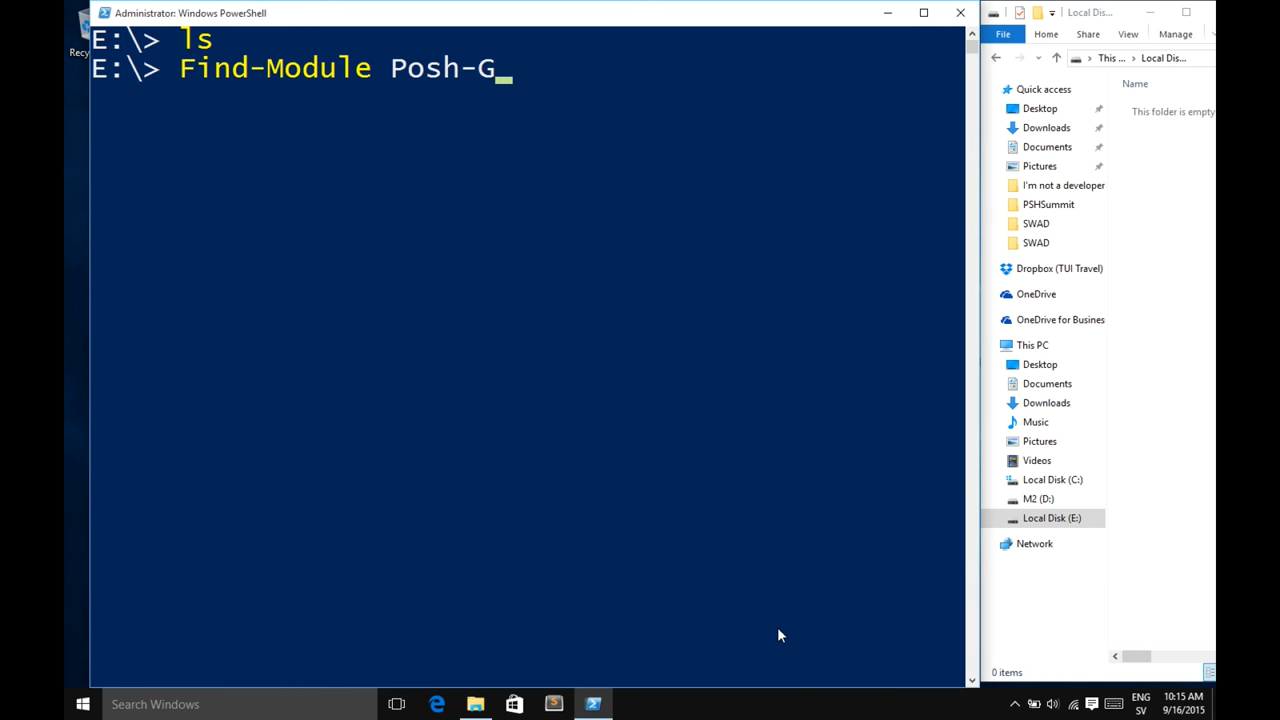 Recy
Administrator: Windows PowerShell
E:\> ls
E:\> Find-Module Posh-G_
Local Dis...
File
Home
Share
View
Manage
This ...
Local Dis...
Name
This folder is empty
Quick access
Desktop
Downloads
Documents
Pictures
I'm not a developer
PSHSummit
SWAD
SWAD
Dropbox (TUI Travel)
OneDrive
OneDrive for Busines
This PC
Desktop
Documents
Downloads
Music
Pictures
Videos
Local Disk (C:)
M2 (D:)
Local Disk (E:)
Network
0 items
Search Windows
S
ENG
SV
10:15 AM
9/16/2015